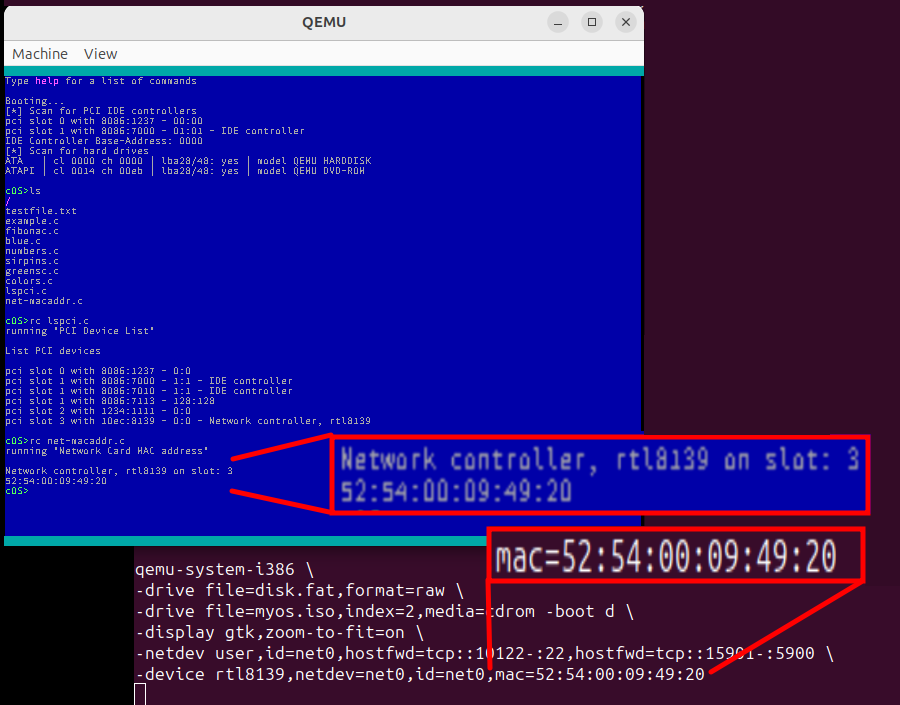 QEMU
Machine View
Type help for a list of commands
Booting...
[*] Scan for PCI IDE controllers
pci slot 0 with 8086:1237 - 00:00
pci slot 1 with 8086:7000 - 01:01 - IDE controller
IDE Controller Base-Address: 0000
[*] Scan for hard drives
ATA | cl 0000 ch 0000 | lba28/48: yes | model QEMU HARDDISK
ATAPI | cl 0014 ch 00eb | lba28/48: yes | model QEMU DVD-ROM
cOS>ls
/
testfile.txt
example.c
fibonac.c
blue.c
numbers.c
sirpins.c
greensc.c
colors.c
lspci.c
net-macaddr.c
cOS>rc lspci.c
running "PCI Device List"
List PCI devices
pci slot 0 with 8086:1237 - 0:0
pci slot 1 with 8086:7000 - 1:1 - IDE controller
pci slot 1 with 8086:7010 - 1:1 - IDE controller
pci slot 1 with 8086:7113 - 128:128
pci slot 2 with 1234:1111 - 0:0
pci slot 3 with 10ec:8139 - 0:0 - Network controller, rtl8139
cOS>rc net-macaddr.c
running "Network Card MAC address"
Network controller, rtl8139 on slot: 3
52:54:00:09:49:20
cOS>
Network controller, rtl8139 on slot: 3
52:54:00:09:49:20
mac=52:54:00:09:49:20
qemu-system-i386 \
-drive file=disk.fat,format=raw \
-drive file=myos.iso,index=2,media=cdrom -boot d \
-display gtk,zoom-to-fit=on \
-netdev user,id=net0,hostfwd=tcp::10122-:22,hostfwd=tcp::15901-:5900 \
-device rtl8139,netdev=net0,id=net0,mac=52:54:00:09:49:20